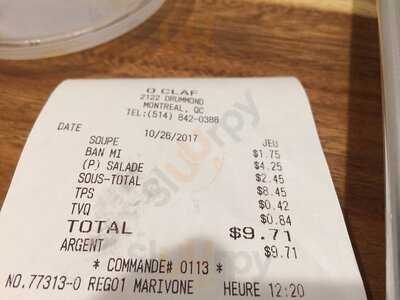 O CLAF
2122 DRUMMOND
MONTREAL, QC
TEL:(514) 842-0386
DATE 10/26/2017 JEU
SOUPE $1.75
BAN MI $4.25
(P) SALADE $2.45
SOUS-TOTAL $8.45
TPS $0.42
TVQ $0.84
TOTAL $9.71
ARGENT $9.71
* COMMANDE# 0113 *
NO.77313-0 REG01 MARIVONE HEURE 12:20